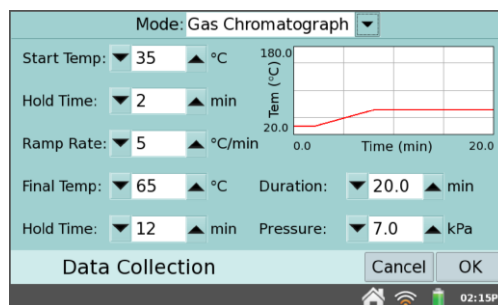 Mode: Gas Chromatograph
Start Temp: 35 °C
Hold Time: 2 min
Ramp Rate: 5 °C/min
Final Temp: 65 °C
Hold Time: 12 min
180.0
Tem (°C)
20.0
0.0 Time (min) 20.0
Duration: 20.0 min
Pressure: 7.0 kPa
Data Collection Cancel OK
02:15P